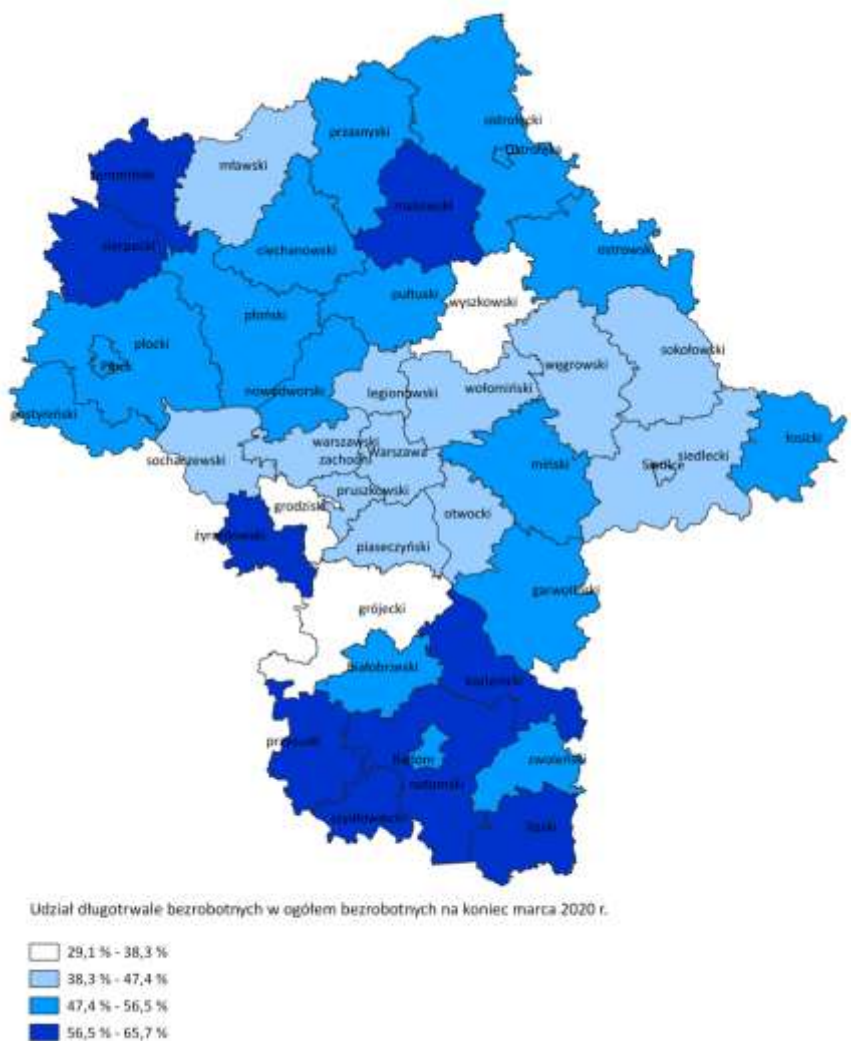 ostrołęcki
przasnyski
Ostrołęka
mławski
żuromiński
makowski
sierpecki
ciechanowski
ostrowski
pułtuski
wyszkowski
płoński
płocki
Płock
sokołowski
węgrowski
nowodworski
legionowski
wołomiński
gostyniński
warszawski
zachodni
Warszawa
sochaczewski
miński
siedlecki
Siedlce
łosicki
pruszkowski
grodziski
otwocki
żyrardowski
piaseczyński
garwoliński
grójecki
białobrzeski
kozienicki
przysuski
Radom
zwoleński
radomski
szydłowiecki
lipski
Udział długotrwale bezrobotnych w ogółem bezrobotnych na koniec marca 2020 r.
29,1 % - 38,3 %
38,3 % - 47,4 %
47,4 % - 56,5 %
56,5 % - 65,7 %